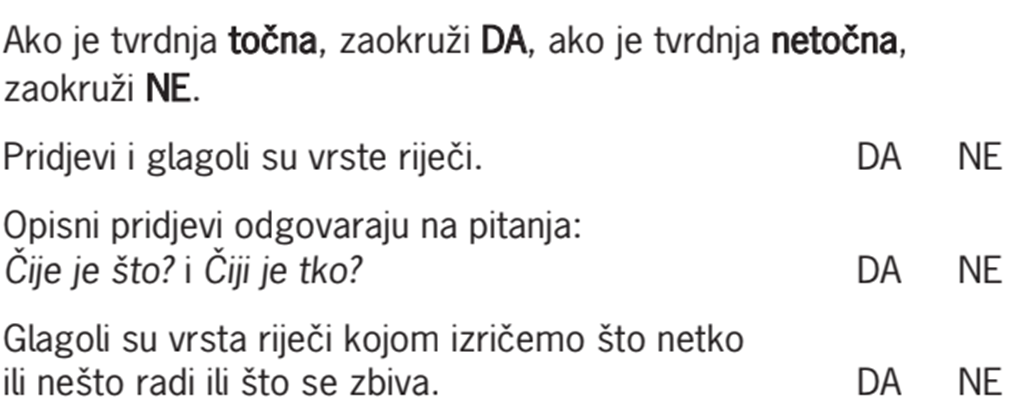 Ako je tvrdnja točna, zaokruži DA, ako je tvrdnja netočna,
zaokruži NE.
Pridjevi i glagoli su vrste riječi. DA NE
Opisni pridjevi odgovaraju na pitanja:
Čije je što? i Čiji je tko? DA NE
Glagoli su vrsta riječi kojom izričemo što netko
ili nešto radi ili što se zbiva. DA NE